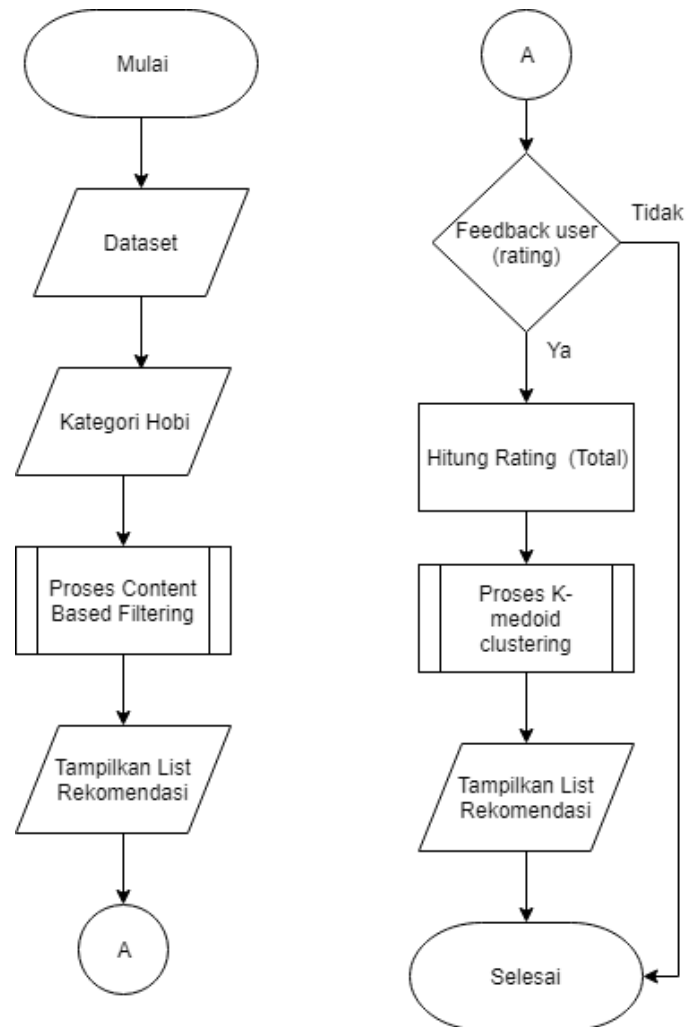 Mulai
Dataset
Kategori Hobi
Proses Content
Based Filtering
Tampilkan List
Rekomendasi
A
A
Feedback user
(rating)
Tidak
Ya
Hitung Rating (Total)
Proses K-
medoid
clustering
Tampilkan List
Rekomendasi
Selesai